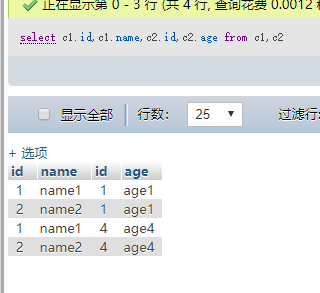 正在显示第 0 - 3 行 (共 4 行, 查询花费 0.0012 
select c1.id,c1.name,c2.id,c2.age from c1,c2
显示全部 行数: 25 过滤行:
+ 选项
id name id age
1 name1 1 age1
2 name2 1 age1
1 name1 4 age4
2 name2 4 age4